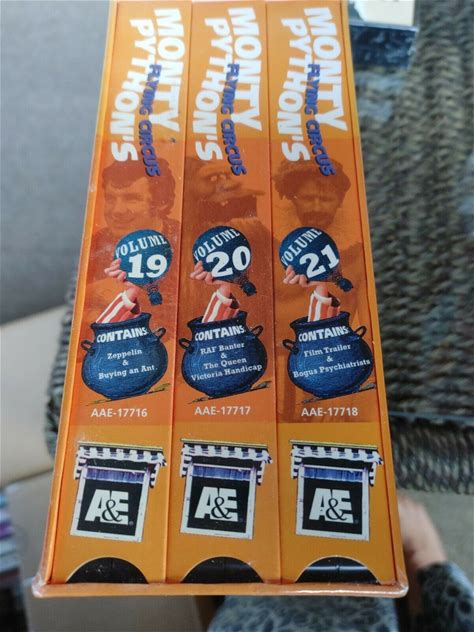 MONTY
PYTHON'S
FLYING CIRCUS
VOLUME
19
CONTAINS
Zeppelin
&
Buying an Ant.
AAE-17716
A&E
MONTY
PYTHON'S
FLYING CIRCUS
VOLUME
20
CONTAINS
RAF Banter
&
The Queen
Victoria Handicap
AAE-17717
A&E
MONTY
PYTHON'S
FLYING CIRCUS
VOLUME
21
CONTAINS
Film Trailer
&
Bogus Psychiatrists
AAE-17718
A&E